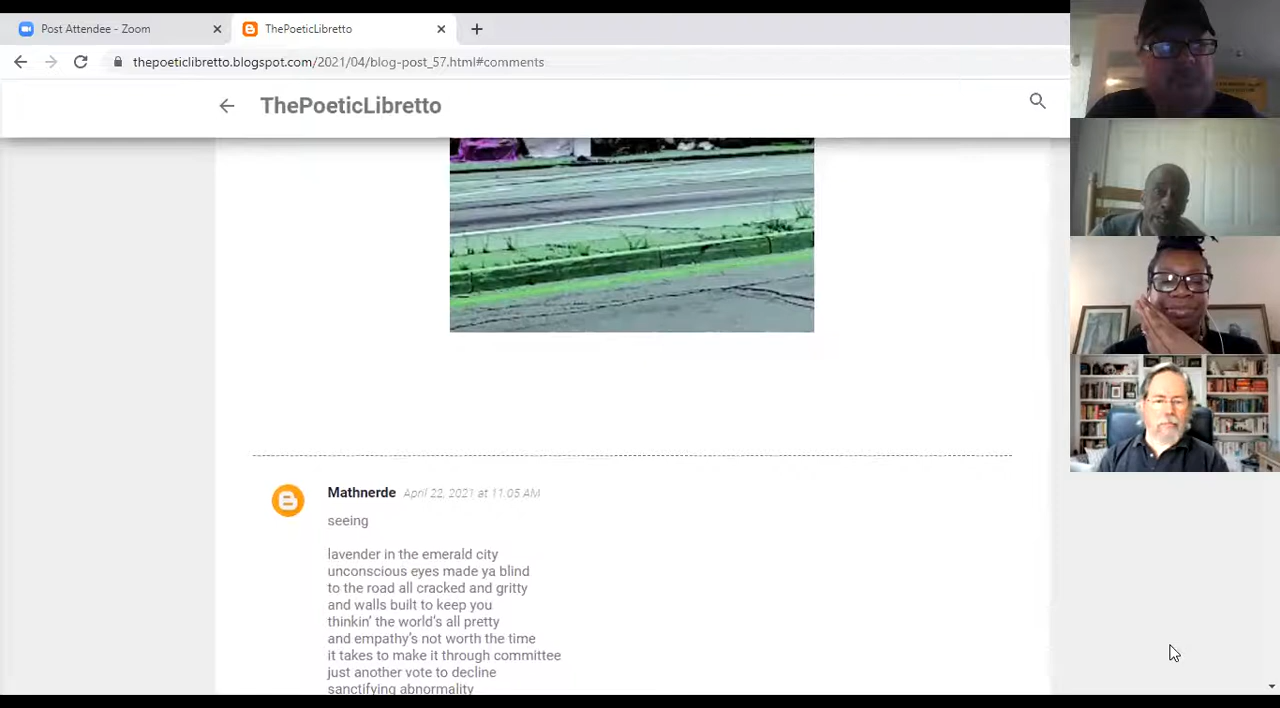 Post Attendee - Zoom
ThePoeticLibretto
thepoeticlibretto.blogspot.com/2021/04/blog-post_57.html#comments
ThePoeticLibretto
Mathnerde April 22, 2021 at 11:05 AM
seeing
lavender in the emerald city
unconscious eyes made ya blind
to the road all cracked and gritty
and walls built to keep you
thinkin’ the world’s all pretty
and empathy’s not worth the time
it takes to make it through committee
just another vote to decline
sanctifying abnormality